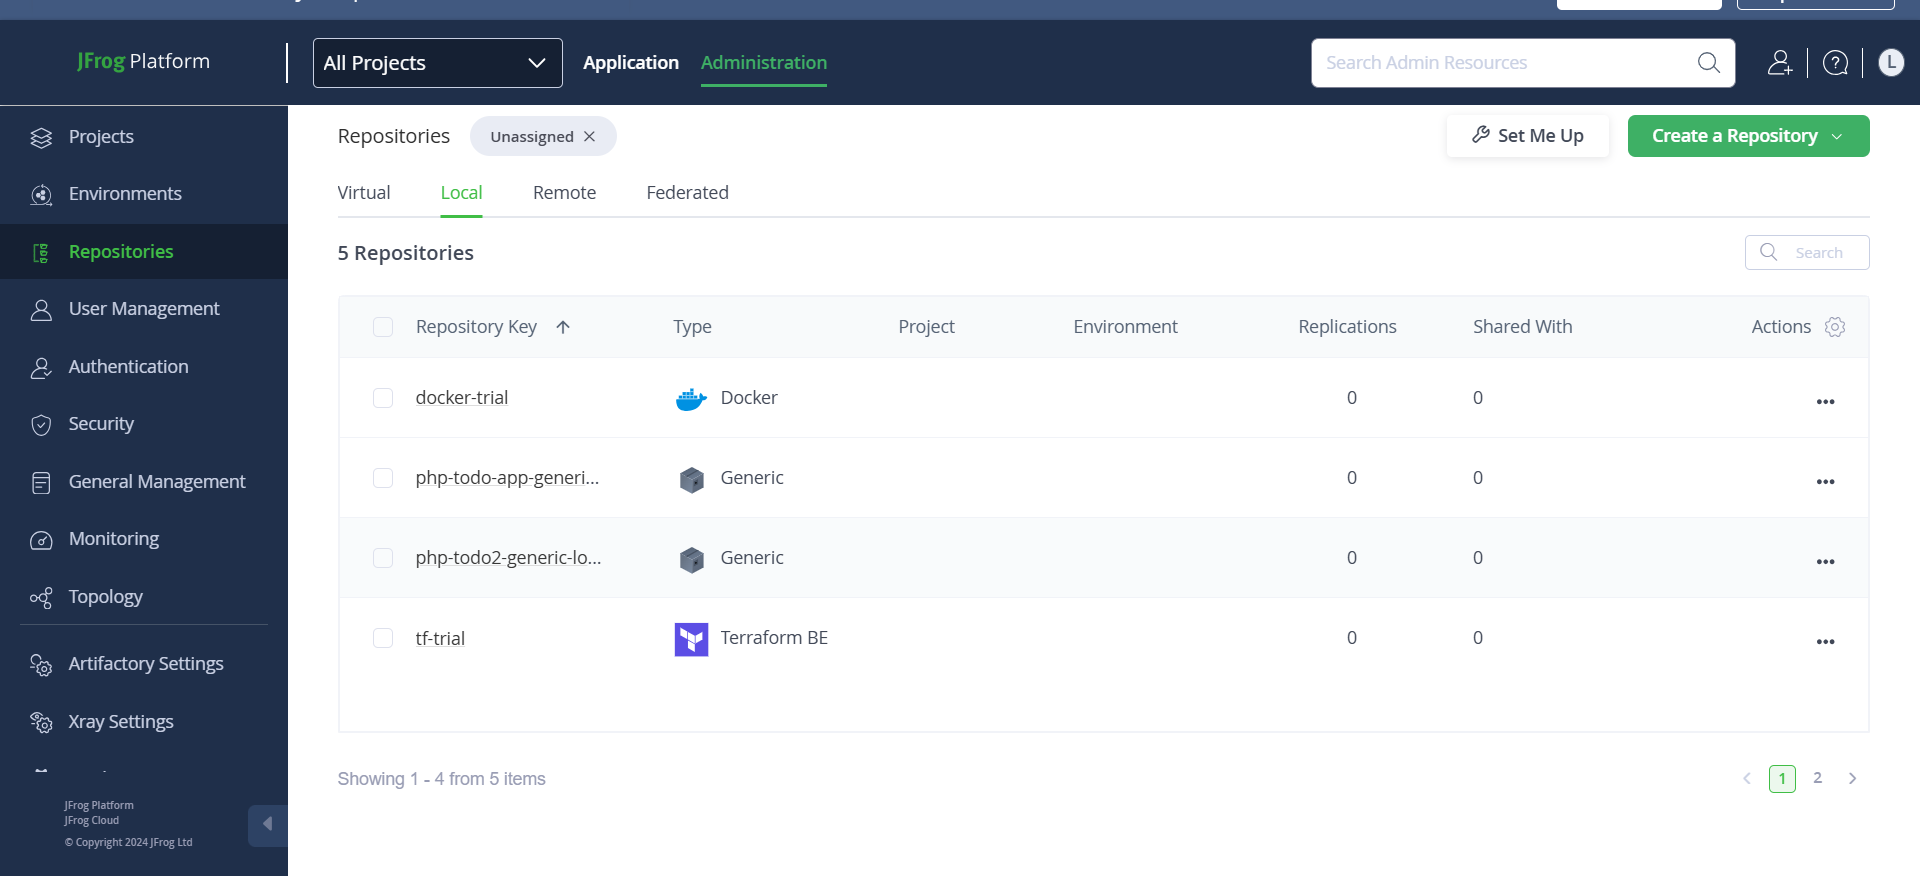 JFrog Platform
All Projects
Application
Administration
Search Admin Resources
L
Projects
Environments
Repositories
User Management
Authentication
Security
General Management
Monitoring
Topology
Artifactory Settings
Xray Settings
JFrog Platform
JFrog Cloud
© Copyright 2024 JFrog Ltd
Repositories
Unassigned
Set Me Up
Create a Repository
Virtual Local Remote Federated
5 Repositories
Search
Repository Key Type Project Environment Replications Shared With Actions
docker-trial Docker 0 0
php-todo-app-generi... Generic 0 0
php-todo2-generic-lo... Generic 0 0
tf-trial Terraform BE 0 0
Showing 1 - 4 from 5 items
1 2